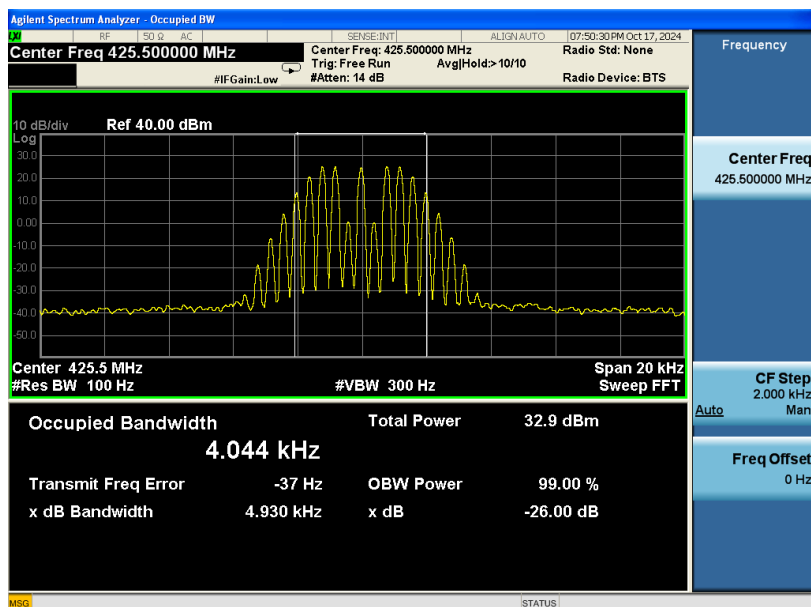 Agilent Spectrum Analyzer - Occupied BW
LXI RF 50 Ω AC SENSE:INT ALIGN AUTO 07:50:30 PM Oct 17, 2024
Center Freq 425.500000 MHz Center Freq: 425.500000 MHz Radio Std: None
Trig: Free Run Avg|Hold:>10/10
#IFGain:Low #Atten: 14 dB Radio Device: BTS
10 dB/div Ref 40.00 dBm
Log
30.0
20.0
10.0
0.00
-10.0
-20.0
-30.0
-40.0
-50.0
Center 425.5 MHz Span 20 kHz
#Res BW 100 Hz #VBW 300 Hz Sweep FFT
Occupied Bandwidth Total Power 32.9 dBm
4.044 kHz
Transmit Freq Error -37 Hz OBW Power 99.00 %
x dB Bandwidth 4.930 kHz x dB -26.00 dB
MSG STATUS
Frequency
Center Freq
425.500000 MHz
CF Step
2.000 kHz
Auto Man
Freq Offset
0 Hz